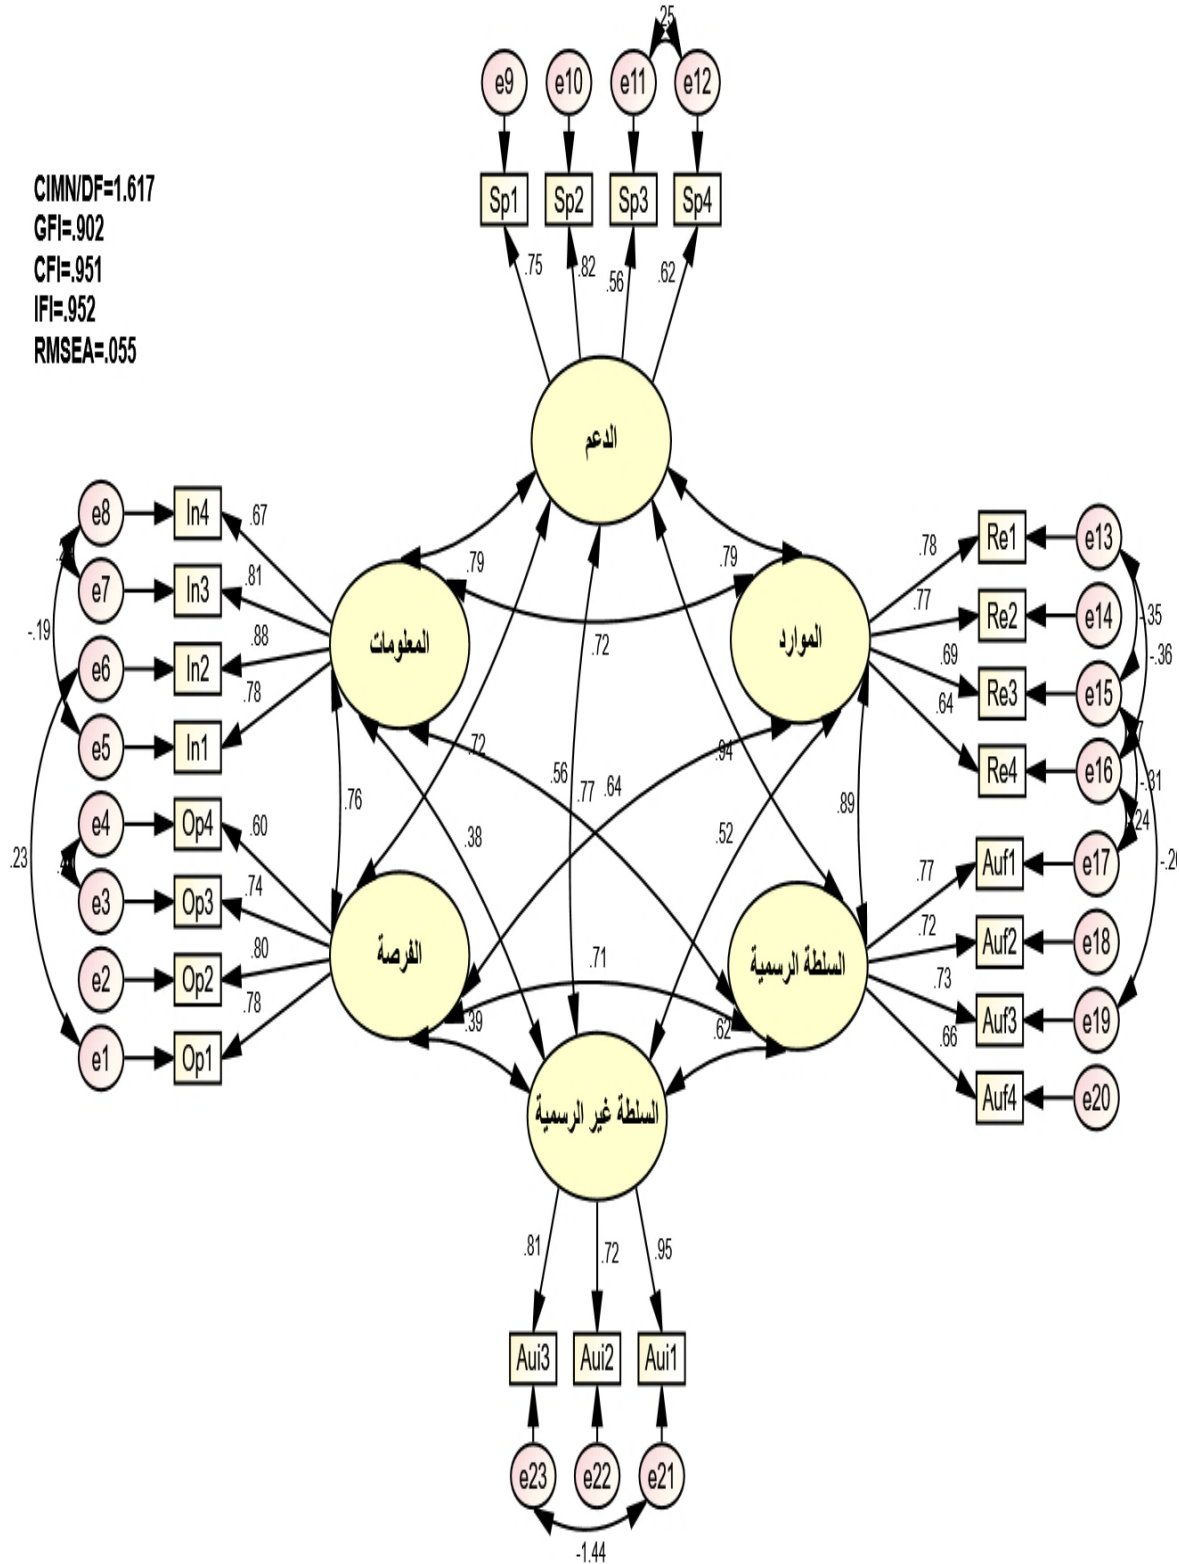 .25
e9 e10 e11 e12
CIMN/DF=1.617
GFI=.902
CFI=.951
IFI=.952
RMSEA=.055
Sp1 Sp2 Sp3 Sp4
.75 .82 .56 .62
الدعم
e8 In4 .67
e7 In3 .81
-.19
e6 In2 .88
e5 In1 .78
e4 Op4 .60
.23
e3 Op3 .74
e2 Op2 .80
e1 Op1 .78
.79 .79
.72
المعلومات
الموارد
.72
.72 .94
.56 .77 .64
.76 .38 .52 .89
الفرصة
السلطة الرسمية
.71
.39 .62
السلطة غير الرسمية
.78 Re1 e13
.77 Re2 e14
-.35
-.36
.69 Re3 e15
.64 Re4 e16
-.31
.77 Auf1 e17
.72 Auf2 e18
.73 Auf3 e19
.66 Auf4 e20
.81 .72 .95
Aui3 Aui2 Aui1
e23 e22 e21
-1.44